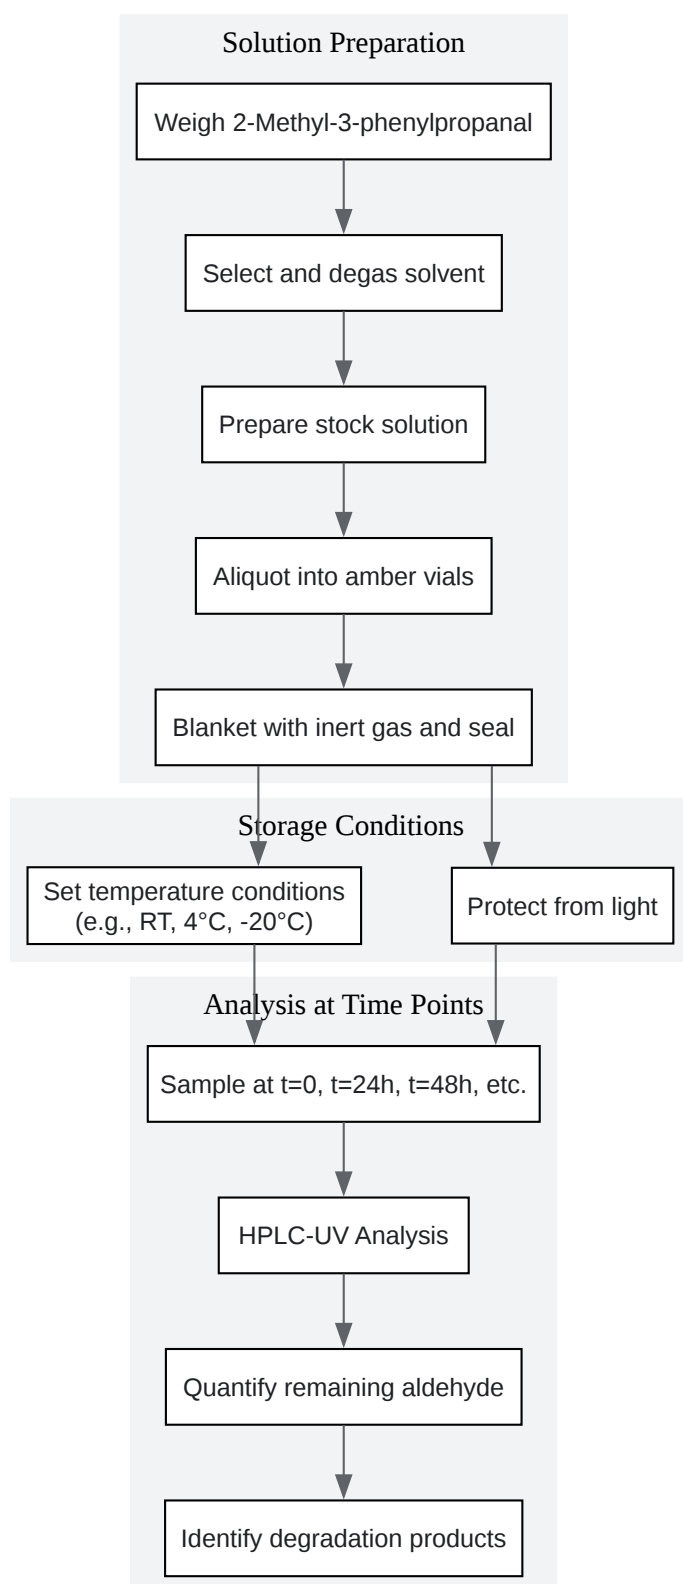 Solution Preparation
Weigh 2-Methyl-3-phenylpropanal
Select and degas solvent
Prepare stock solution
Aliquot into amber vials
Blanket with inert gas and seal
Storage Conditions
Set temperature conditions
(e.g., RT, 4°C, -20°C)
Protect from light
Analysis at Time Points
Sample at t=0, t=24h, t=48h, etc.
HPLC-UV Analysis
Quantify remaining aldehyde
Identify degradation products